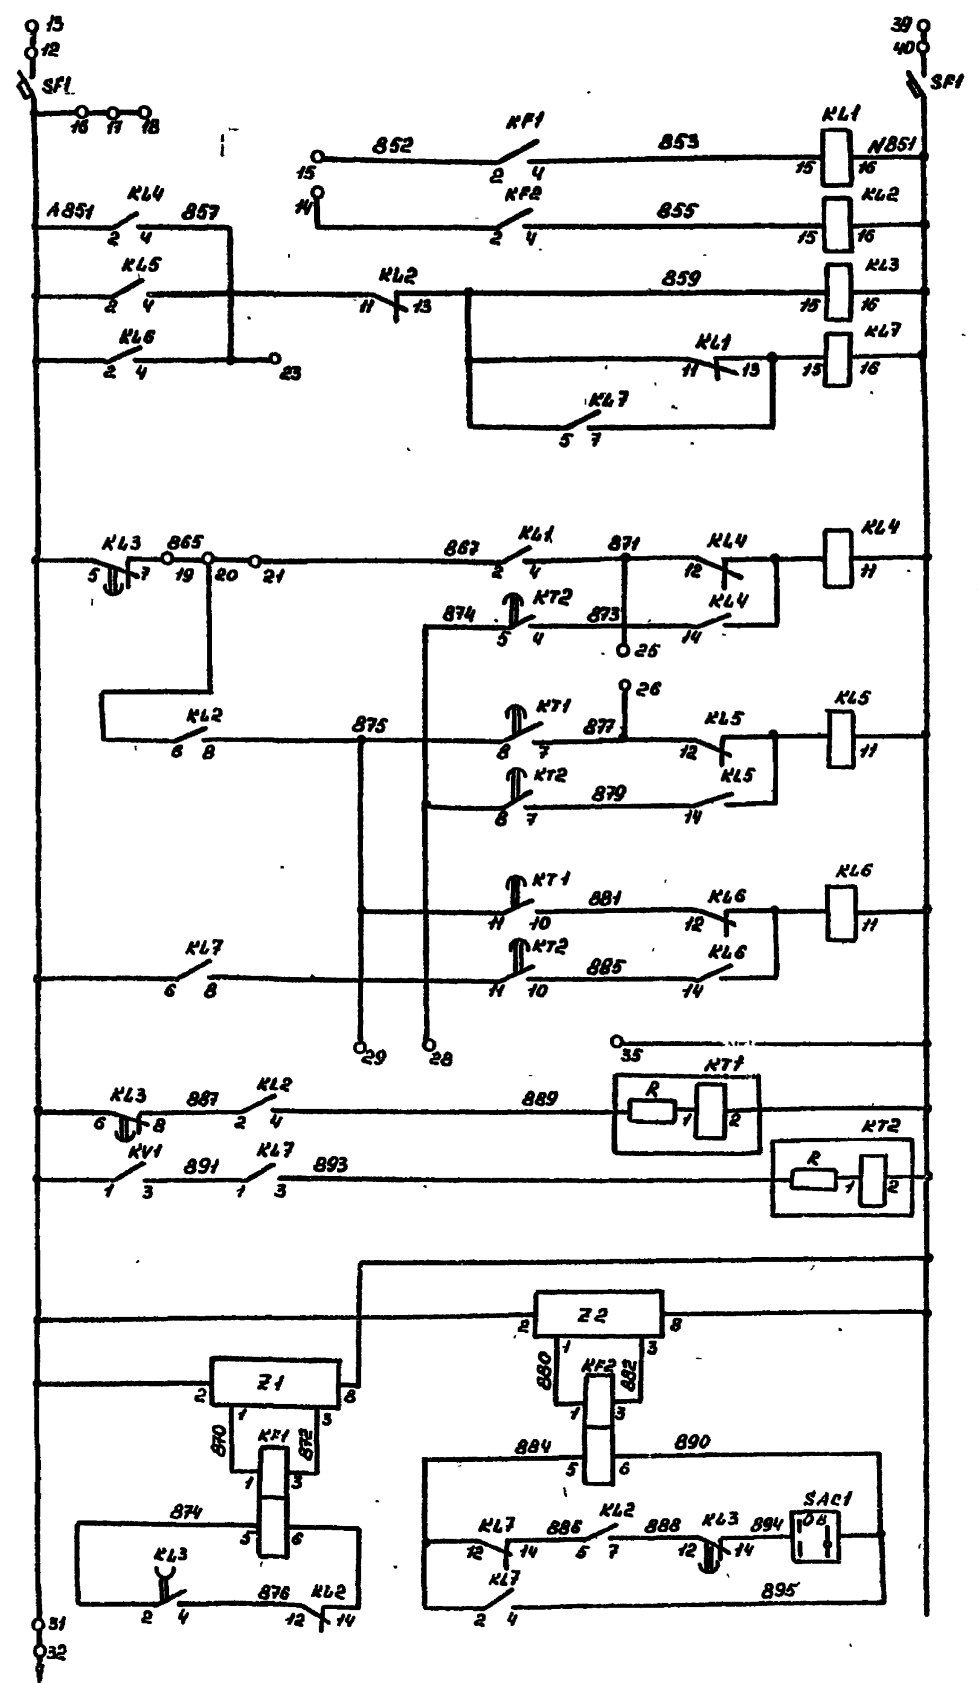 13 39
12 40
SF1 SF1
16 17 18
KF1 KL1
852 853 N851
15 2 4 15 16
KL4 KF2 KL2
A851 857 14 855
2 4 2 4 15 16
KL5 KL2 859 KL3
2 4 11 13 15 16
KL6 KL1 KL7
2 4 23 11 13 15 16
KL7
5 7
KL3 865 867 KL1 871 KL4 KL4
5 7 19 20 21 2 4 12 11
874 KT2 873 KL4
5 4 14
25
26
KL2 875 KT1 877 KL5 KL5
6 8 8 7 12 11
KT2 879 KL5
6 7 14
KT1 881 KL6 KL6
11 10 12 11
KL7 KT2 885 KL6
6 8 11 10 14
29 28 35
KT1
KL3 887 KL2 889 R
6 8 2 4 1 2
KT2
KV1 891 KL7 893 R
1 3 1 3 1 2
2 Z2 8
1 3
880 KF2 882
2 Z1 8
1 3 1 3
870 KF1 872
884 890
1 3 5 6
874 SAC1
5 6 KL7 886 KL2 888 KL3 894 OB
12 14 5 7 12 14
KL3 KL7
876 KL2 895
2 4 12 14 2 4
31
32